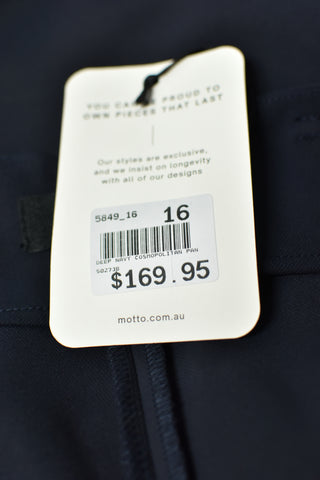 YOU CAN BE PROUD TO
OWN PIECES THAT LAST
Our styles are exclusive,
and we insist on longevity
with all of our designs
5849_16 16
DEEP NAVY COSMOPOLITAN PAN
$169.95
motto.com.au